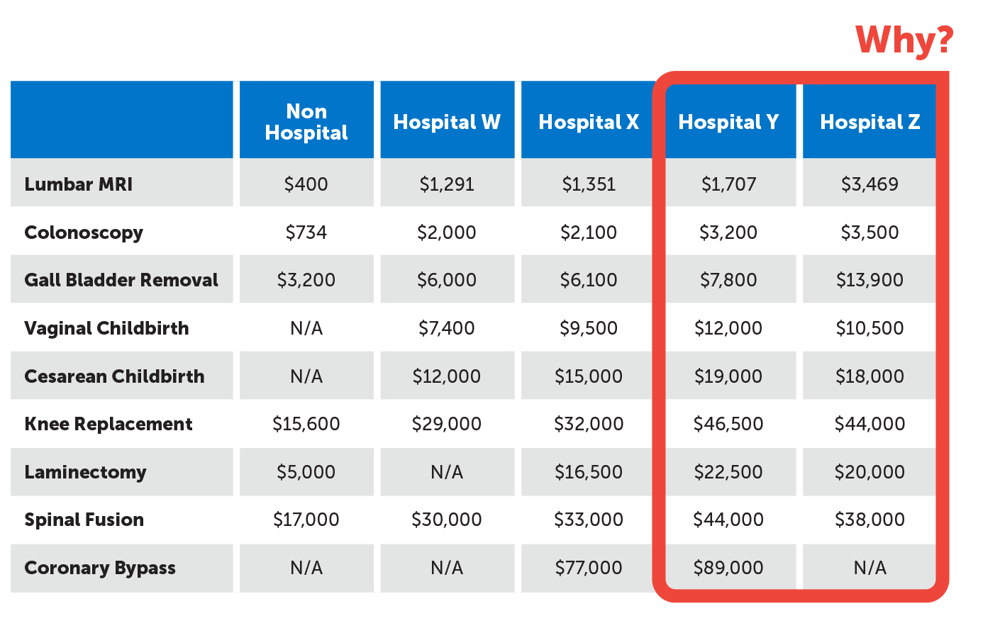 Why?
Non
Hospital
Hospital W
Hospital X
Hospital Y
Hospital Z
Lumbar MRI $400 $1,291 $1,351 $1,707 $3,469
Colonoscopy $734 $2,000 $2,100 $3,200 $3,500
Gall Bladder Removal $3,200 $6,000 $6,100 $7,800 $13,900
Vaginal Childbirth N/A $7,400 $9,500 $12,000 $10,500
Cesarean Childbirth N/A $12,000 $15,000 $19,000 $18,000
Knee Replacement $15,600 $29,000 $32,000 $46,500 $44,000
Laminectomy $5,000 N/A $16,500 $22,500 $20,000
Spinal Fusion $17,000 $30,000 $33,000 $44,000 $38,000
Coronary Bypass N/A N/A $77,000 $89,000 N/A